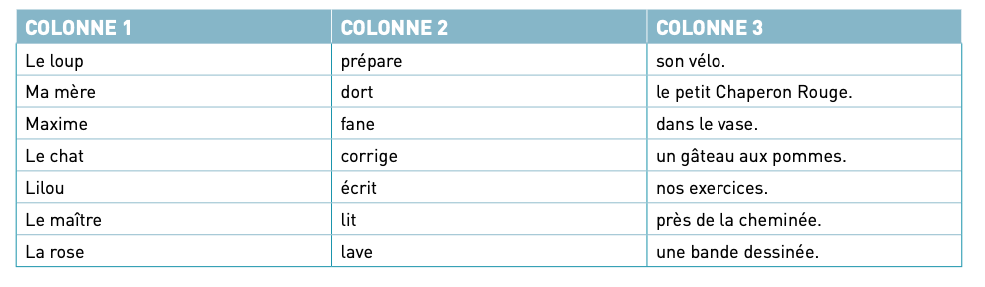 COLONNE 1 COLONNE 2 COLONNE 3
Le loup prépare son vélo.
Ma mère dort le petit Chaperon Rouge.
Maxime fane dans le vase.
Le chat corrige un gâteau aux pommes.
Lilou écrit nos exercices.
Le maître lit près de la cheminée.
La rose lave une bande dessinée.